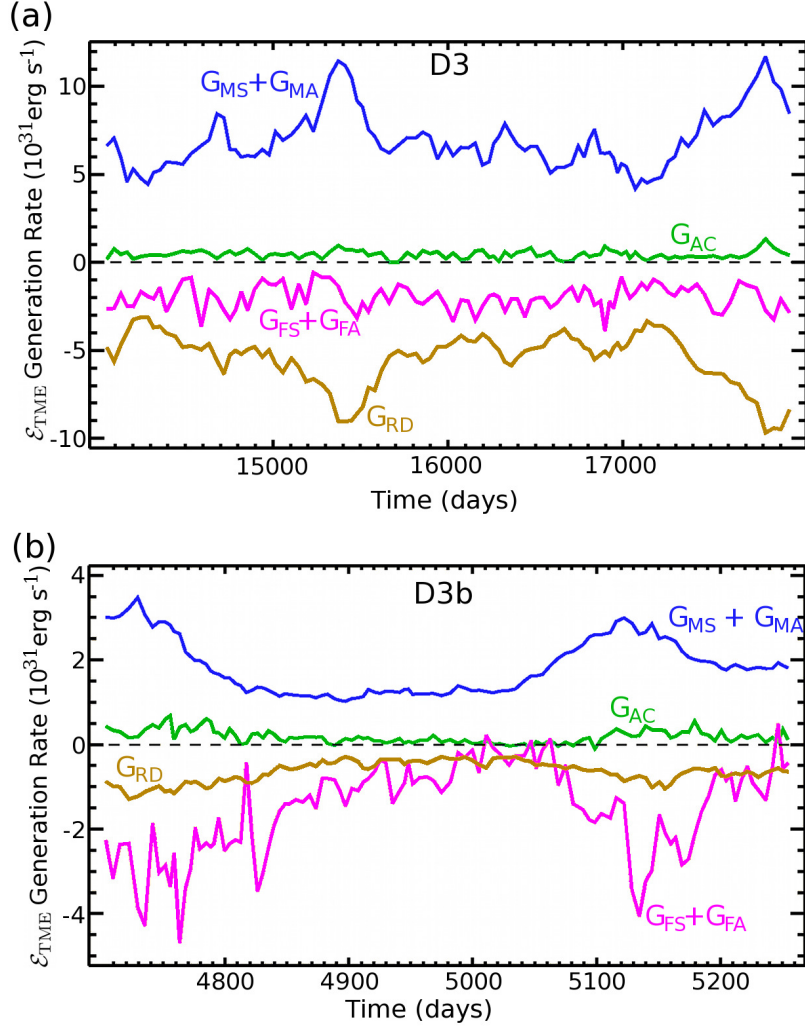 (a)
D3
G_MS+G_MA
G_AC
G_FS+G_FA
G_RD
10
5
0
-5
-10
ℰ_TME Generation Rate (10^31 erg s^-1)
15000 16000 17000
Time (days)
(b)
D3b
G_MS + G_MA
G_AC
G_RD
G_FS+G_FA
4
2
0
-2
-4
ℰ_TME Generation Rate (10^31 erg s^-1)
4800 4900 5000 5100 5200
Time (days)